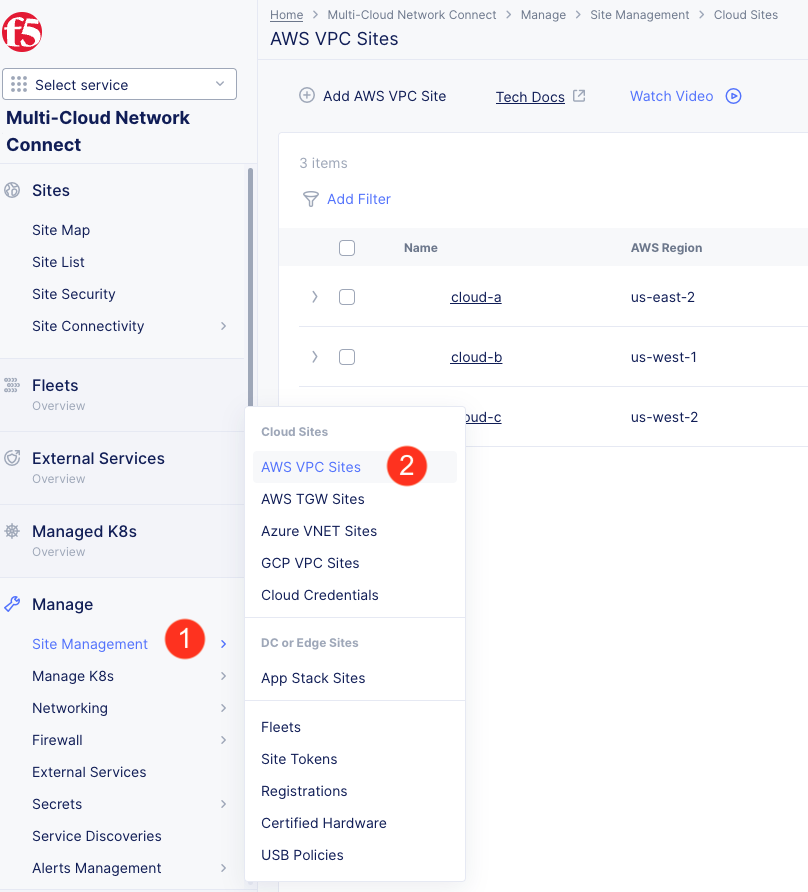 f5
Select service
Multi-Cloud Network
Connect
Sites
Site Map
Site List
Site Security
Site Connectivity
Fleets
Overview
External Services
Overview
Managed K8s
Overview
Manage
Site Management
1
Manage K8s
Networking
Firewall
External Services
Secrets
Service Discoveries
Alerts Management
Home > Multi-Cloud Network Connect > Manage > Site Management > Cloud Sites
AWS VPC Sites
Add AWS VPC Site Tech Docs Watch Video
3 items
Add Filter
Name AWS Region
cloud-a us-east-2
cloud-b us-west-1
oud-c us-west-2
Cloud Sites
AWS VPC Sites 2
AWS TGW Sites
Azure VNET Sites
GCP VPC Sites
Cloud Credentials
DC or Edge Sites
App Stack Sites
Fleets
Site Tokens
Registrations
Certified Hardware
USB Policies